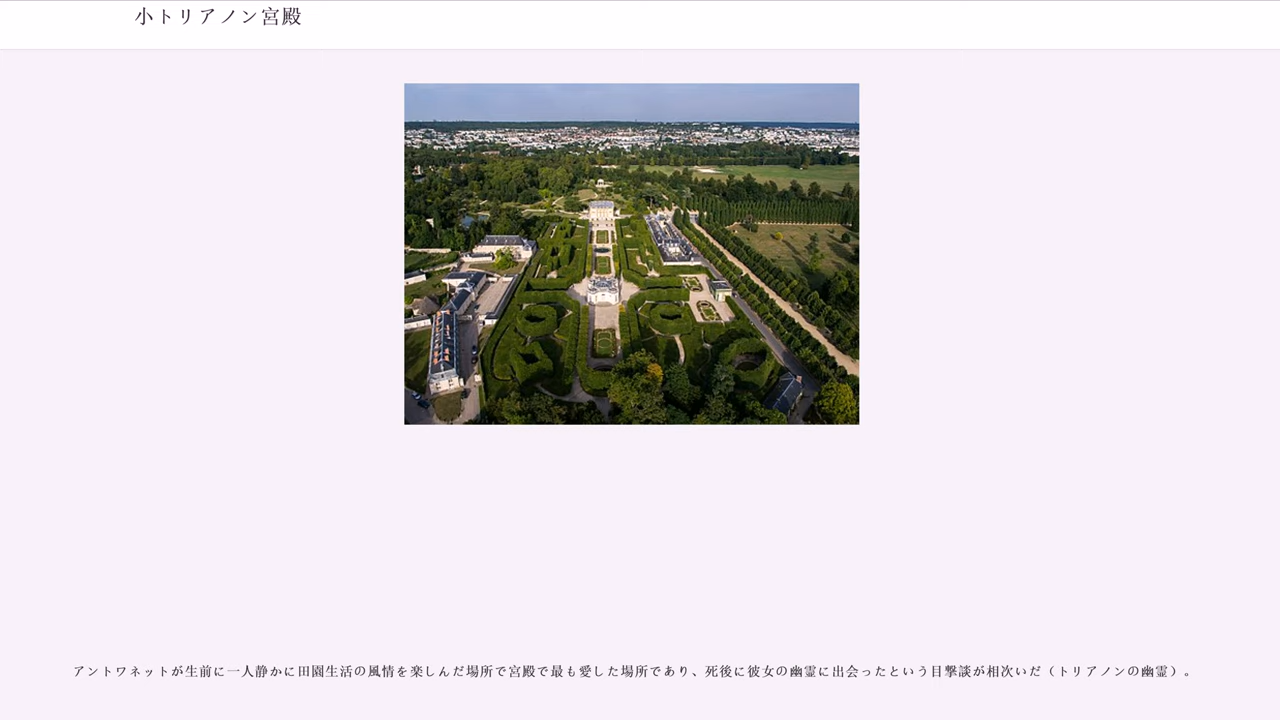 小トリアノン宮殿
アントワネットが生前に一人静かに田園生活の風情を楽しんだ場所で宮殿で最も愛した場所であり、死後に彼女の幽霊に出会ったという目撃談が相次いだ（トリアノンの幽霊）。